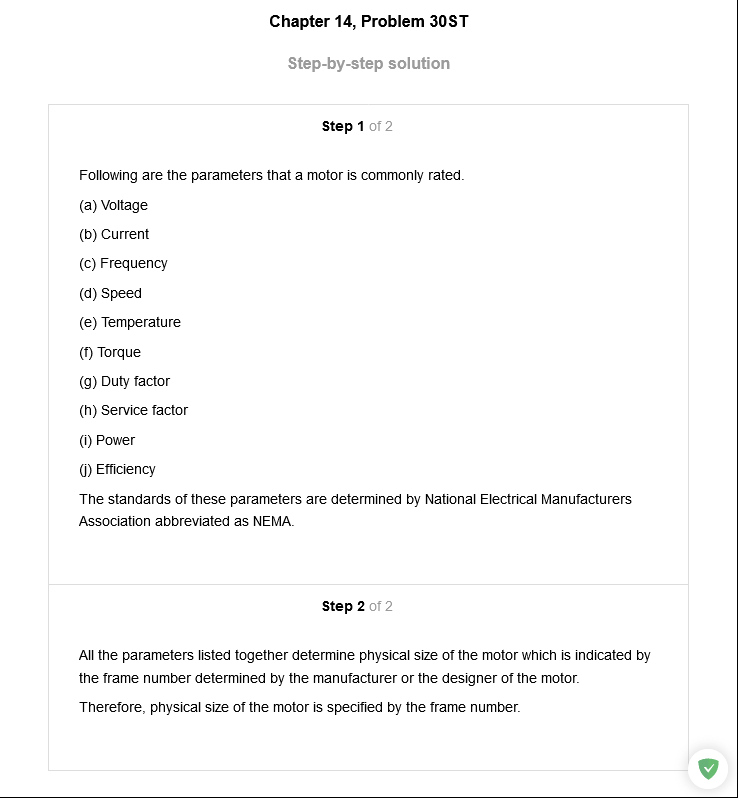 Chapter 14, Problem 30ST
Step-by-step solution
Step 1 of 2
Following are the parameters that a motor is commonly rated.
(a) Voltage
(b) Current
(c) Frequency
(d) Speed
(e) Temperature
(f) Torque
(g) Duty factor
(h) Service factor
(i) Power
(j) Efficiency
The standards of these parameters are determined by National Electrical Manufacturers
Association abbreviated as NEMA.
Step 2 of 2
All the parameters listed together determine physical size of the motor which is indicated by
the frame number determined by the manufacturer or the designer of the motor.
Therefore, physical size of the motor is specified by the frame number.